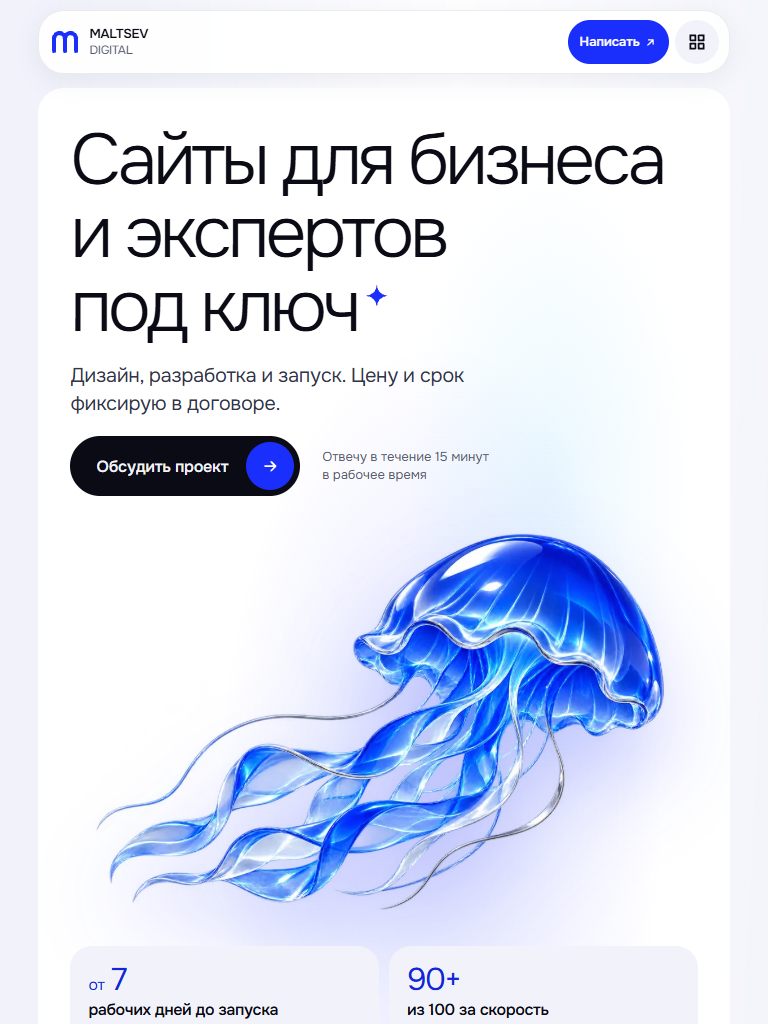 MALTSEV
DIGITAL
Написать
Сайты для бизнеса
и экспертов
под ключ
Дизайн, разработка и запуск. Цену и срок
фиксирую в договоре.
Обсудить проект
Отвечу в течение 15 минут
в рабочее время
от 7
рабочих дней до запуска
90+
из 100 за скорость